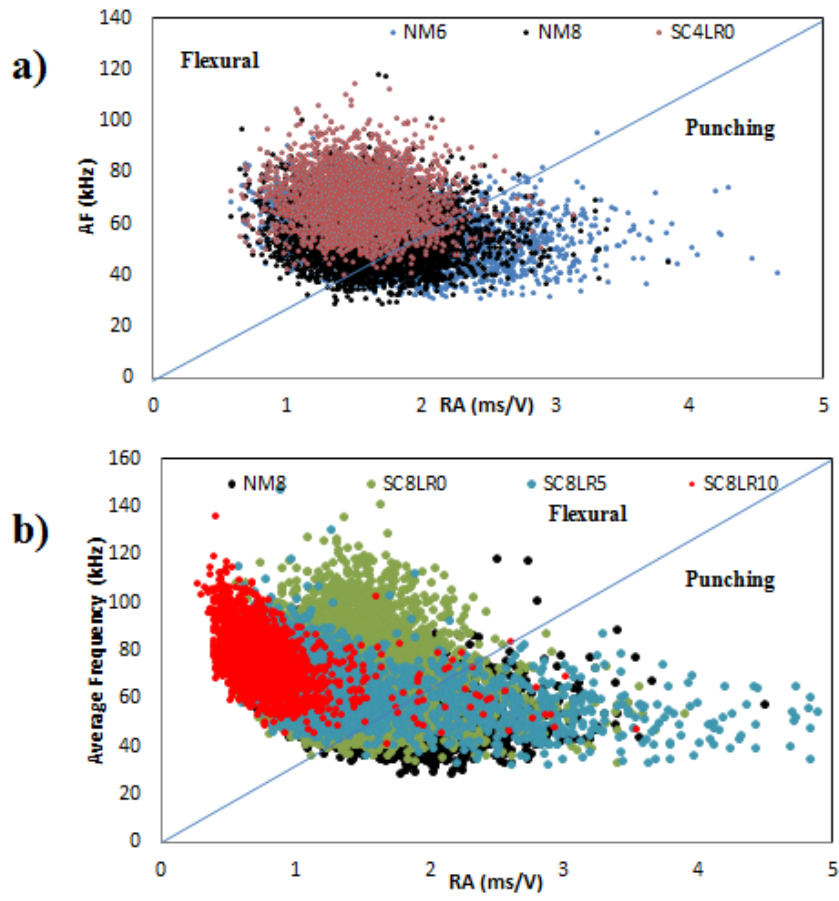 a)
140
NM6 NM8 SC4LR0
Flexural
120
100
Punching
80
AF (kHz)
60
40
20
0
0 1 2 3 4 5
RA (ms/V)
b)
160
NM8 SC8LR0 SC8LR5 SC8LR10
140
Flexural
120
Punching
100
80
Average Frequency (kHz)
60
40
20
0
0 1 2 3 4 5
RA (ms/V)